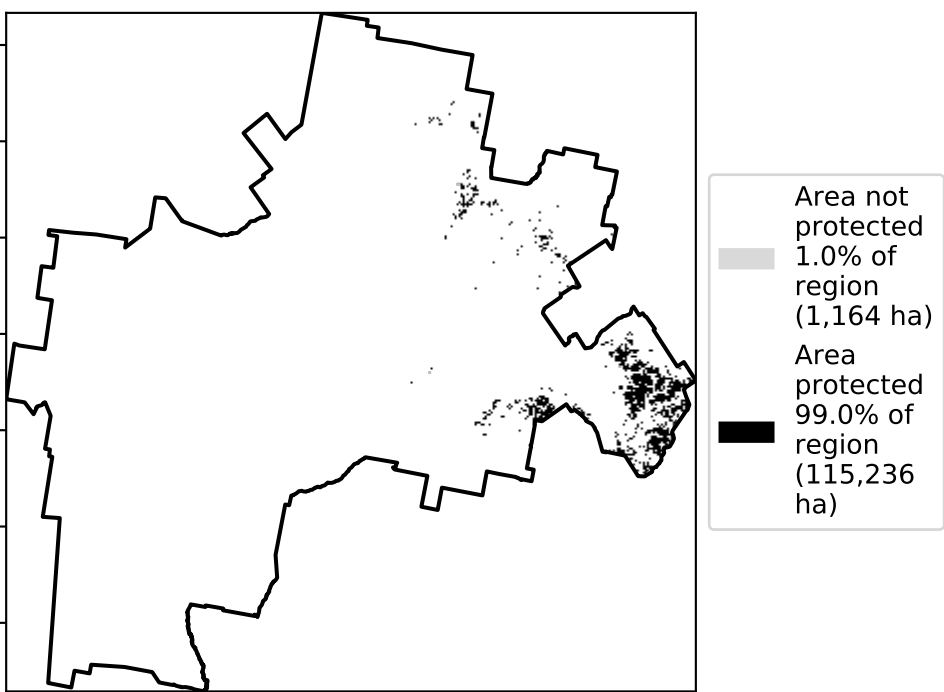 Area not
protected
1.0% of
region
(1,164 ha)
Area
protected
99.0% of
region
(115,236
ha)